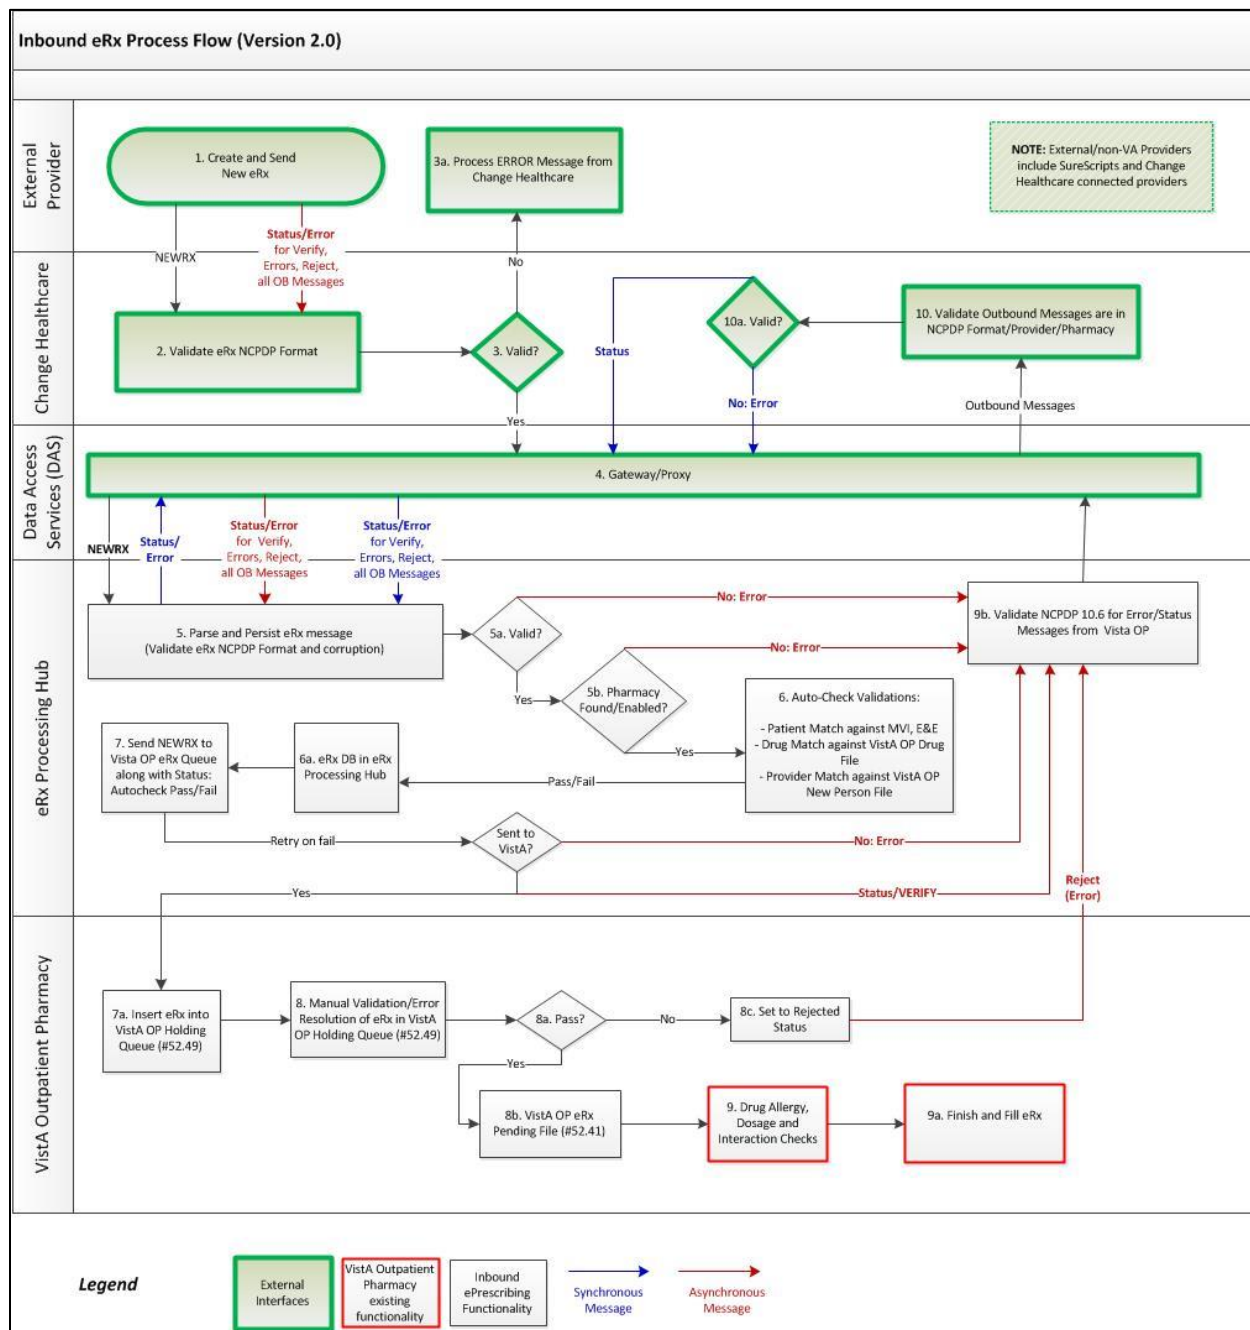 Inbound eRx Process Flow (Version 2.0)
External
Provider
1. Create and Send
New eRx
3a. Process ERROR Message from
Change Healthcare
NOTE: External/non-VA Providers
include SureScripts and Change
Healthcare connected providers
NEWRX
Status/Error
for Verify,
Errors, Reject,
all OB Messages
No
Change Healthcare
2. Validate eRx NCPDP Format
3. Valid?
Status
10a. Valid?
10. Validate Outbound Messages are in
NCPDP Format/Provider/Pharmacy
No: Error
Outbound Messages
Yes
Data Access
Services (DAS)
4. Gateway/Proxy
NEWRX
Status/
Error
Status/Error
for Verify,
Errors, Reject,
all OB Messages
Status/Error
for Verify,
Errors, Reject,
all OB Messages
eRx Processing Hub
5. Parse and Persist eRx message
(Validate eRx NCPDP Format and corruption)
5a. Valid?
No: Error
9b. Validate NCPDP 10.6 for Error/Status
Messages from Vista OP
Yes
5b. Pharmacy
Found/Enabled?
No: Error
Yes
6. Auto-Check Validations:
- Patient Match against MVI, E&E
- Drug Match against VistA OP Drug
File
- Provider Match against VistA OP
New Person File
7. Send NEWRX to
Vista OP eRx Queue
along with Status:
Autocheck Pass/Fail
6a. eRx DB in eRx
Processing Hub
Pass/Fail
Retry on fail
Sent to
VistA?
No: Error
Yes
Status/VERIFY
Reject
(Error)
VistA Outpatient Pharmacy
7a. Insert eRx into
VistA OP Holding
Queue (#52.49)
8. Manual Validation/Error
Resolution of eRx in VistA
OP Holding Queue (#52.49)
8a. Pass?
No
8c. Set to Rejected
Status
Yes
8b. VistA OP eRx
Pending File (#52.41)
9. Drug Allergy,
Dosage and
Interaction Checks
9a. Finish and Fill eRx
Legend
External
Interfaces
VistA Outpatient
Pharmacy
existing
functionality
Inbound
ePrescribing
Functionality
Synchronous
Message
Asynchronous
Message